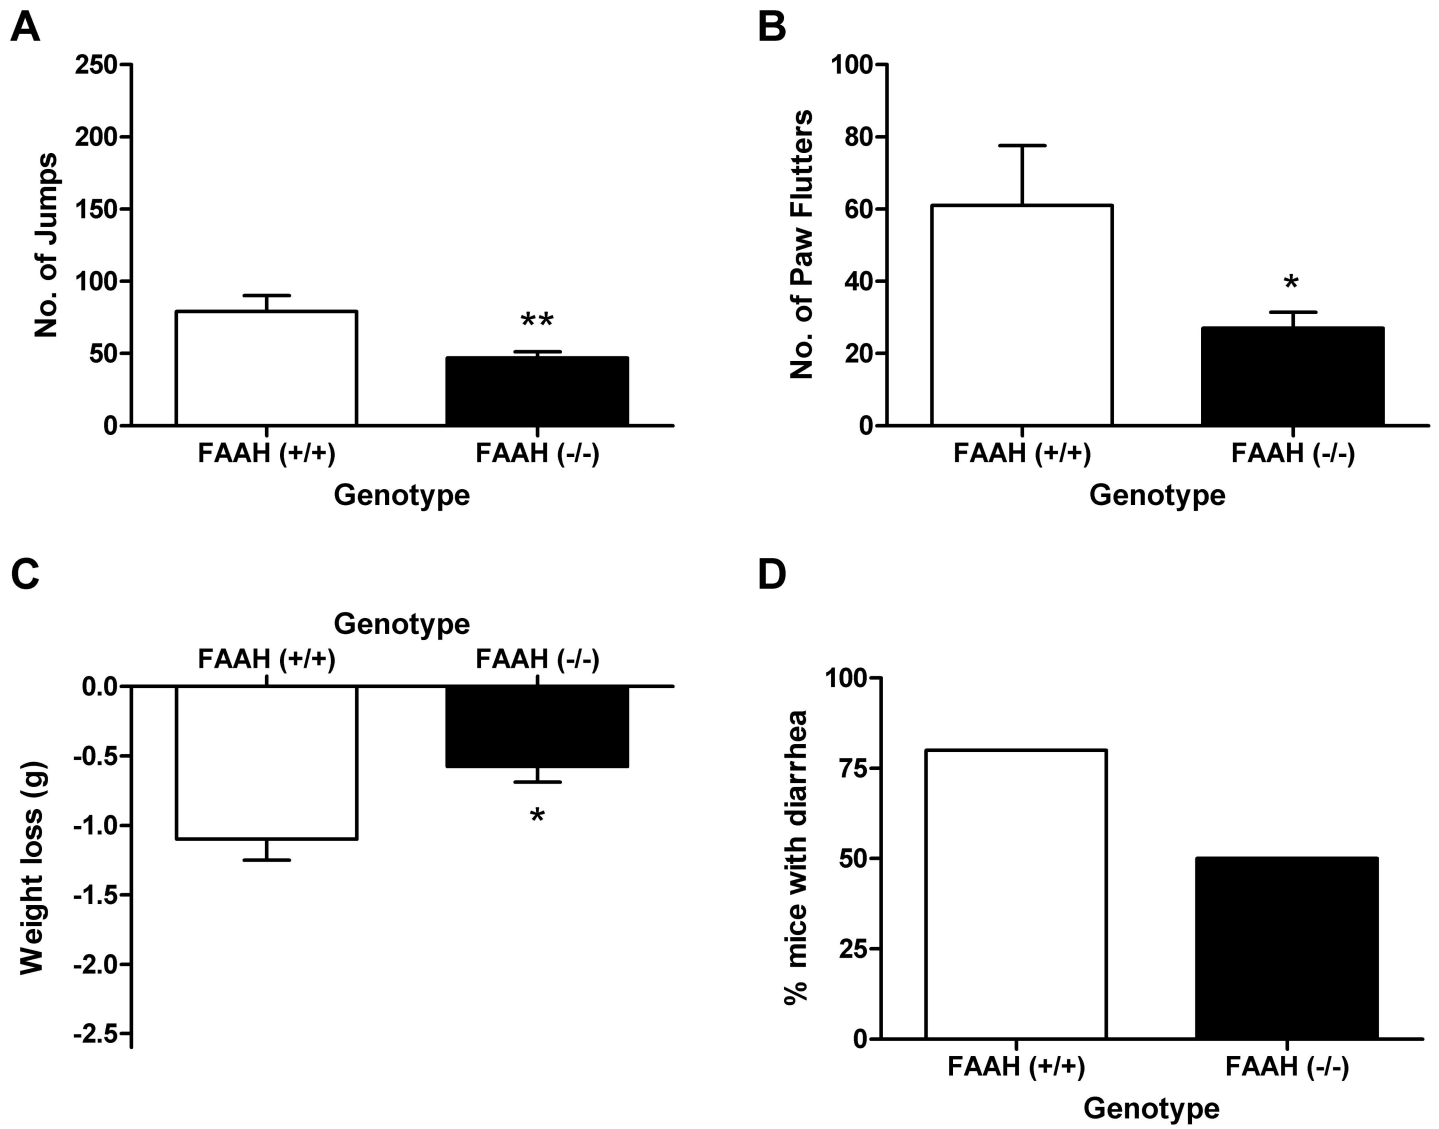 A
250
200
150
100
50
0
No. of Jumps
**
FAAH (+/+) FAAH (-/-)
Genotype
B
100
80
60
40
20
0
No. of Paw Flutters
*
FAAH (+/+) FAAH (-/-)
Genotype
C
Genotype
FAAH (+/+) FAAH (-/-)
0.0
-0.5
-1.0
-1.5
-2.0
-2.5
Weight loss (g)
*
D
100
75
50
25
0
% mice with diarrhea
FAAH (+/+) FAAH (-/-)
Genotype